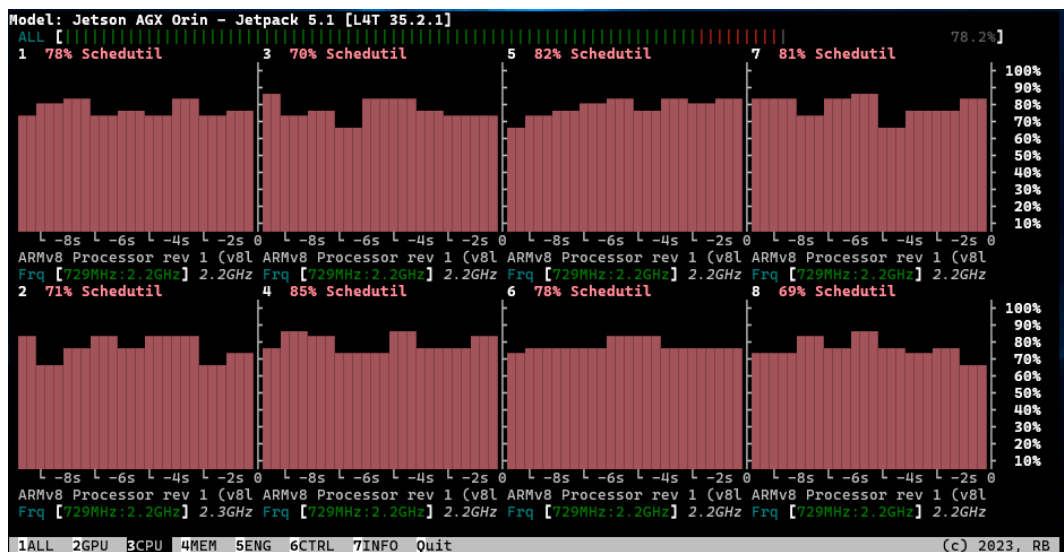 Model: Jetson AGX Orin - Jetpack 5.1 [L4T 35.2.1]
ALL [ 78.2%]
1 78% Schedutil 3 70% Schedutil 5 82% Schedutil 7 81% Schedutil
100%
90%
80%
70%
60%
50%
40%
30%
20%
10%
-8s -6s -4s -2s 0 -8s -6s -4s -2s 0 -8s -6s -4s -2s 0 -8s -6s -4s -2s 0
ARMv8 Processor rev 1 (v8l ARMv8 Processor rev 1 (v8l ARMv8 Processor rev 1 (v8l ARMv8 Processor rev 1 (v8l
Frq [729MHz:2.2GHz] 2.2GHz Frq [729MHz:2.2GHz] 2.2GHz Frq [729MHz:2.2GHz] 2.2GHz Frq [729MHz:2.2GHz] 2.2GHz
2 71% Schedutil 4 85% Schedutil 6 78% Schedutil 8 69% Schedutil
100%
90%
80%
70%
60%
50%
40%
30%
20%
10%
-8s -6s -4s -2s 0 -8s -6s -4s -2s 0 -8s -6s -4s -2s 0 -8s -6s -4s -2s 0
ARMv8 Processor rev 1 (v8l ARMv8 Processor rev 1 (v8l ARMv8 Processor rev 1 (v8l ARMv8 Processor rev 1 (v8l
Frq [729MHz:2.2GHz] 2.3GHz Frq [729MHz:2.2GHz] 2.2GHz Frq [729MHz:2.2GHz] 2.2GHz Frq [729MHz:2.2GHz] 2.2GHz
1ALL 2GPU 3CPU 4MEM 5ENG 6CTRL 7INFO Quit (c) 2023, RB